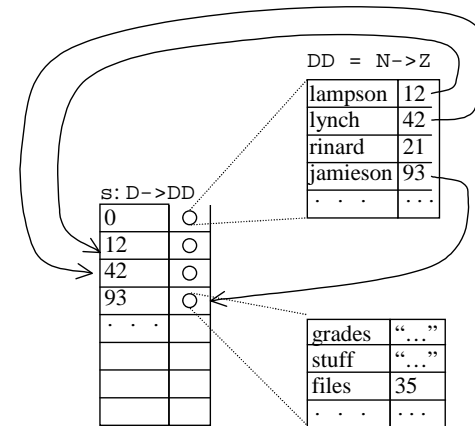 DD = N->Z
lampson 12
lynch 42
rinard 21
jamieson 93
. . . ...
s: D->DD
0
12
42
93
. . .
grades “...”
stuff “...”
files 35
. . . ...